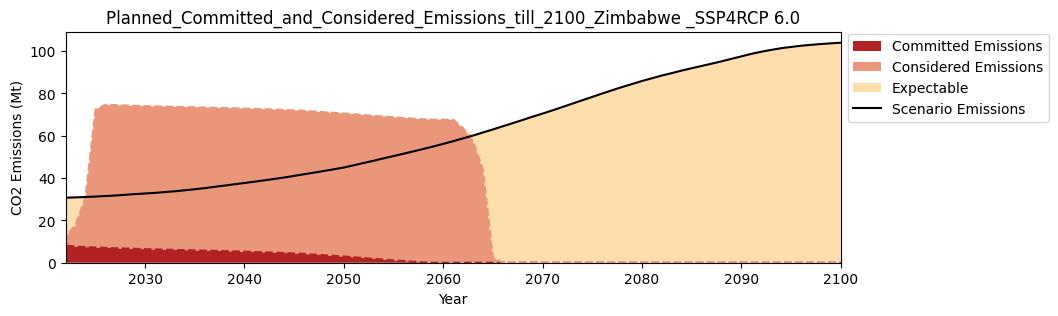 Planned_Committed_and_Considered_Emissions_till_2100_Zimbabwe _SSP4RCP 6.0
CO2 Emissions (Mt)
100
80
60
40
20
0
2030 2040 2050 2060 2070 2080 2090 2100
Year
Committed Emissions
Considered Emissions
Expectable
Scenario Emissions